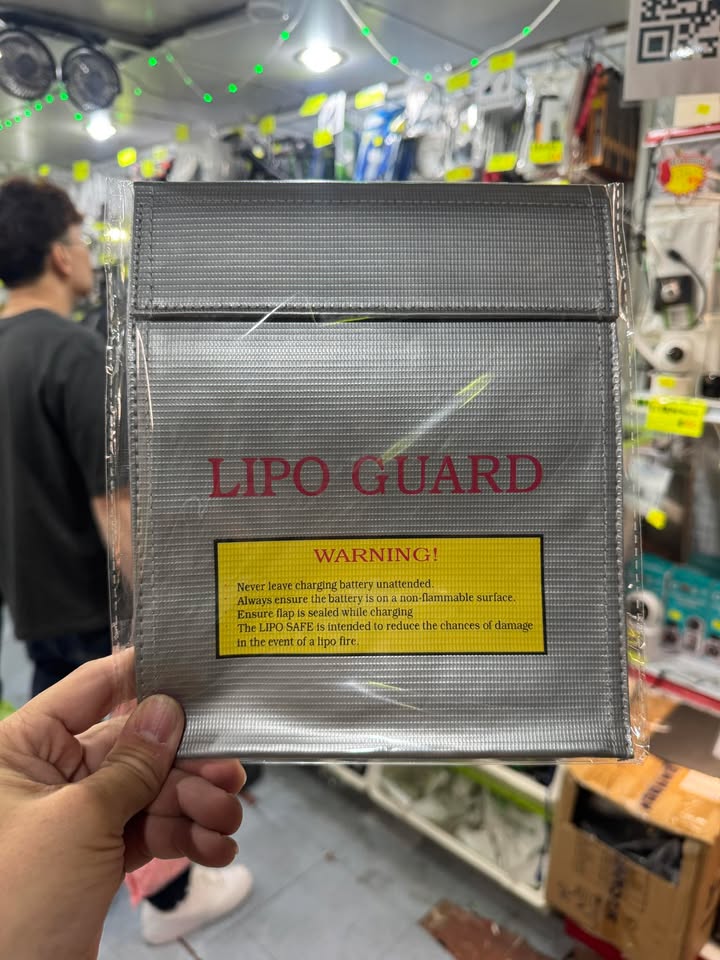 LIPO GUARD
WARNING!
Never leave charging battery unattended.
Always ensure the battery is on a non-flammable surface.
Ensure flap is sealed while charging
The LIPO SAFE is intended to reduce the chances of damage
in the event of a lipo fire.